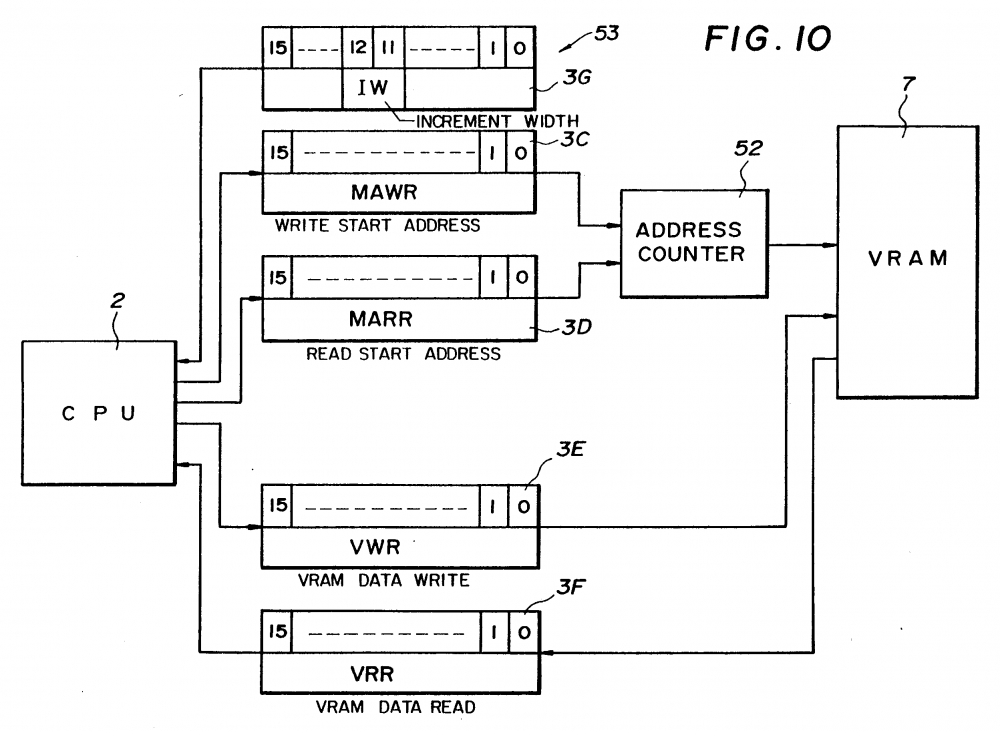 FIG. 10
15 ---- 12 11 ------ 1 0
53
IW
3G
INCREMENT WIDTH
3C
15 ------------- 1 0
MAWR
WRITE START ADDRESS
52
7
ADDRESS
COUNTER
VRAM
15 ------------- 1 0
MARR
3D
READ START ADDRESS
2
CPU
3E
15 ------------- 1 0
VWR
VRAM DATA WRITE
3F
15 ------------- 1 0
VRR
VRAM DATA READ